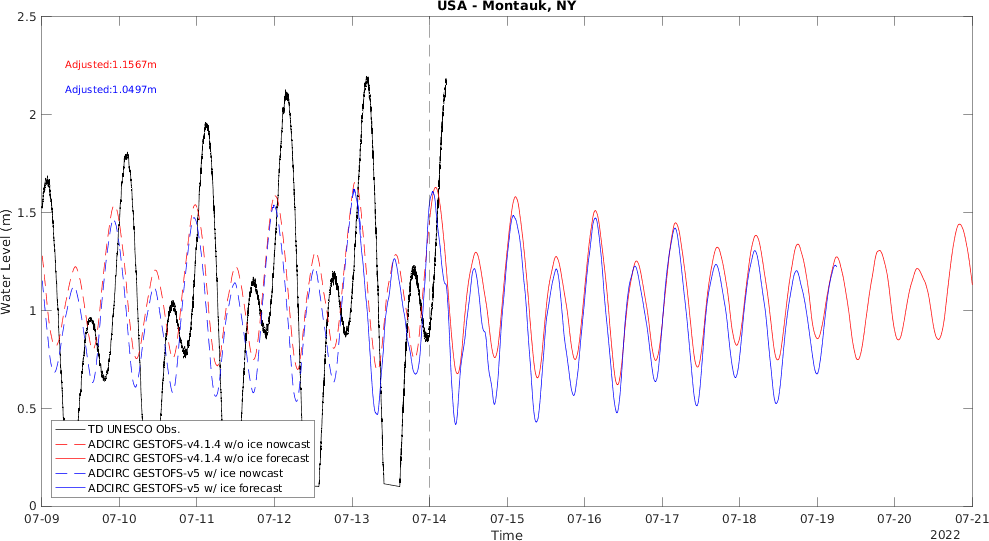 USA - Montauk, NY
2.5
2
1.5
1
0.5
0
Water Level (m)
Adjusted:1.1567m
Adjusted:1.0497m
TD UNESCO Obs.
ADCIRC GESTOFS-v4.1.4 w/o ice nowcast
ADCIRC GESTOFS-v4.1.4 w/o ice forecast
ADCIRC GESTOFS-v5 w/ ice nowcast
ADCIRC GESTOFS-v5 w/ ice forecast
07-09 07-10 07-11 07-12 07-13 07-14 07-15 07-16 07-17 07-18 07-19 07-20 07-21
Time
2022